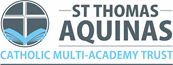 ST THOMAS
AQUINAS
CATHOLIC MULTI-ACADEMY TRUST